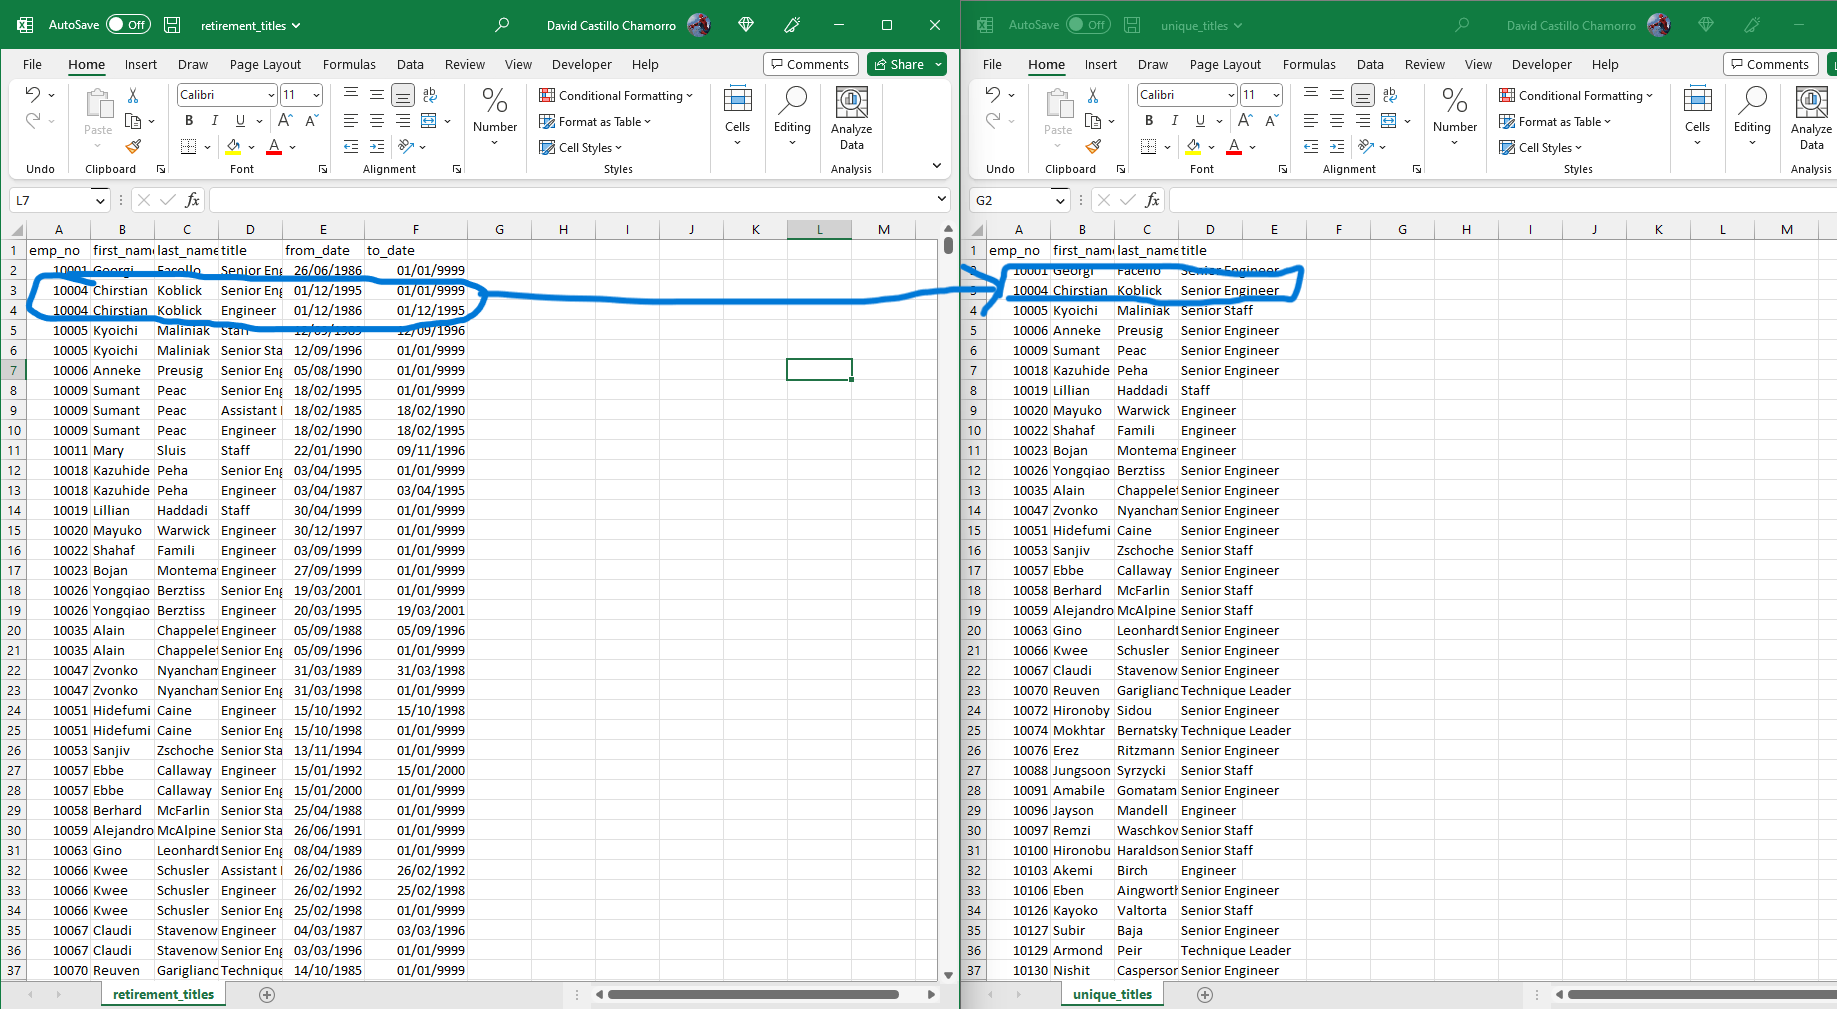 AutoSave Off retirement_titles David Castillo Chamorro
File Home Insert Draw Page Layout Formulas Data Review View Developer Help Comments Share
Calibri 11 ab Conditional Formatting
Paste B I U A A Number Format as Table Cells Editing Analyze Data
A Cell Styles
Undo Clipboard Font Alignment Styles Analysis
L7 fx
A B C D E F G H I J K L M
1 emp_no first_name last_name title from_date to_date
2 10001 Georgi Facello Senior Eng 26/06/1986 01/01/9999
3 10004 Chirstian Koblick Senior Eng 01/12/1995 01/01/9999
4 10004 Chirstian Koblick Engineer 01/12/1986 01/12/1995
5 10005 Kyoichi Maliniak Staff 12/09/1989 12/09/1996
6 10005 Kyoichi Maliniak Senior Sta 12/09/1996 01/01/9999
7 10006 Anneke Preusig Senior Eng 05/08/1990 01/01/9999
8 10009 Sumant Peac Senior Eng 18/02/1995 01/01/9999
9 10009 Sumant Peac Assistant 18/02/1985 18/02/1990
10 10009 Sumant Peac Engineer 18/02/1990 18/02/1995
11 10011 Mary Sluis Staff 22/01/1990 09/11/1996
12 10018 Kazuhide Peha Senior Eng 03/04/1995 01/01/9999
13 10018 Kazuhide Peha Engineer 03/04/1987 03/04/1995
14 10019 Lillian Haddadi Staff 30/04/1999 01/01/9999
15 10020 Mayuko Warwick Engineer 30/12/1997 01/01/9999
16 10022 Shahaf Famili Engineer 03/09/1999 01/01/9999
17 10023 Bojan Montema Engineer 27/09/1999 01/01/9999
18 10026 Yongqiao Berztiss Senior Eng 19/03/2001 01/01/9999
19 10026 Yongqiao Berztiss Engineer 20/03/1995 19/03/2001
20 10035 Alain Chappelet Engineer 05/09/1988 05/09/1996
21 10035 Alain Chappelet Senior Eng 05/09/1996 01/01/9999
22 10047 Zvonko Nyancham Engineer 31/03/1989 31/03/1998
23 10047 Zvonko Nyancham Senior Eng 31/03/1998 01/01/9999
24 10051 Hidefumi Caine Engineer 15/10/1992 15/10/1998
25 10051 Hidefumi Caine Senior Eng 15/10/1998 01/01/9999
26 10053 Sanjiv Zschoche Senior Sta 13/11/1994 01/01/9999
27 10057 Ebbe Callaway Engineer 15/01/1992 15/01/2000
28 10057 Ebbe Callaway Senior Eng 15/01/2000 01/01/9999
29 10058 Berhard McFarlin Senior Sta 25/04/1988 01/01/9999
30 10059 Alejandro McAlpine Senior Sta 26/06/1991 01/01/9999
31 10063 Gino Leonhardt Senior Eng 08/04/1989 01/01/9999
32 10066 Kwee Schusler Assistant 26/02/1986 26/02/1992
33 10066 Kwee Schusler Engineer 26/02/1992 25/02/1998
34 10066 Kwee Schusler Senior Eng 25/02/1998 01/01/9999
35 10067 Claudi Stavenow Engineer 04/03/1987 03/03/1996
36 10067 Claudi Stavenow Senior Eng 03/03/1996 01/01/9999
37 10070 Reuven Gariglianc Technique 14/10/1985 01/01/9999
retirement_titles
AutoSave Off unique_titles David Castillo Chamorro
File Home Insert Draw Page Layout Formulas Data Review View Developer Help Comments
Calibri 11 ab Conditional Formatting
Paste B I U A A Number Format as Table Cells Editing Analyze Data
A Cell Styles
Undo Clipboard Font Alignment Styles Analysis
G2 fx
A B C D E F G H I J K L M
1 emp_no first_name last_name title
2 10001 Georgi Facello Senior Engineer
3 10004 Chirstian Koblick Senior Engineer
4 10005 Kyoichi Maliniak Senior Staff
5 10006 Anneke Preusig Senior Engineer
6 10009 Sumant Peac Senior Engineer
7 10018 Kazuhide Peha Senior Engineer
8 10019 Lillian Haddadi Staff
9 10020 Mayuko Warwick Engineer
10 10022 Shahaf Famili Engineer
11 10023 Bojan Montema Engineer
12 10026 Yongqiao Berztiss Senior Engineer
13 10035 Alain Chappelet Senior Engineer
14 10047 Zvonko Nyancham Senior Engineer
15 10051 Hidefumi Caine Senior Engineer
16 10053 Sanjiv Zschoche Senior Staff
17 10057 Ebbe Callaway Senior Engineer
18 10058 Berhard McFarlin Senior Staff
19 10059 Alejandro McAlpine Senior Staff
20 10063 Gino Leonhardt Senior Engineer
21 10066 Kwee Schusler Senior Engineer
22 10067 Claudi Stavenow Senior Engineer
23 10070 Reuven Gariglianc Technique Leader
24 10072 Hironoby Sidou Senior Engineer
25 10074 Mokhtar Bernatsky Technique Leader
26 10076 Erez Ritzmann Senior Engineer
27 10088 Jungsoon Syrzycki Senior Staff
28 10091 Amabile Gomatam Senior Engineer
29 10096 Jayson Mandell Engineer
30 10097 Remzi Waschkow Senior Staff
31 10100 Hironobu Haraldson Senior Staff
32 10103 Akemi Birch Engineer
33 10106 Eben Aingworth Senior Engineer
34 10126 Kayoko Valtorta Senior Staff
35 10127 Subir Baja Senior Engineer
36 10129 Armond Peir Technique Leader
37 10130 Nishit Casperson Senior Engineer
unique_titles